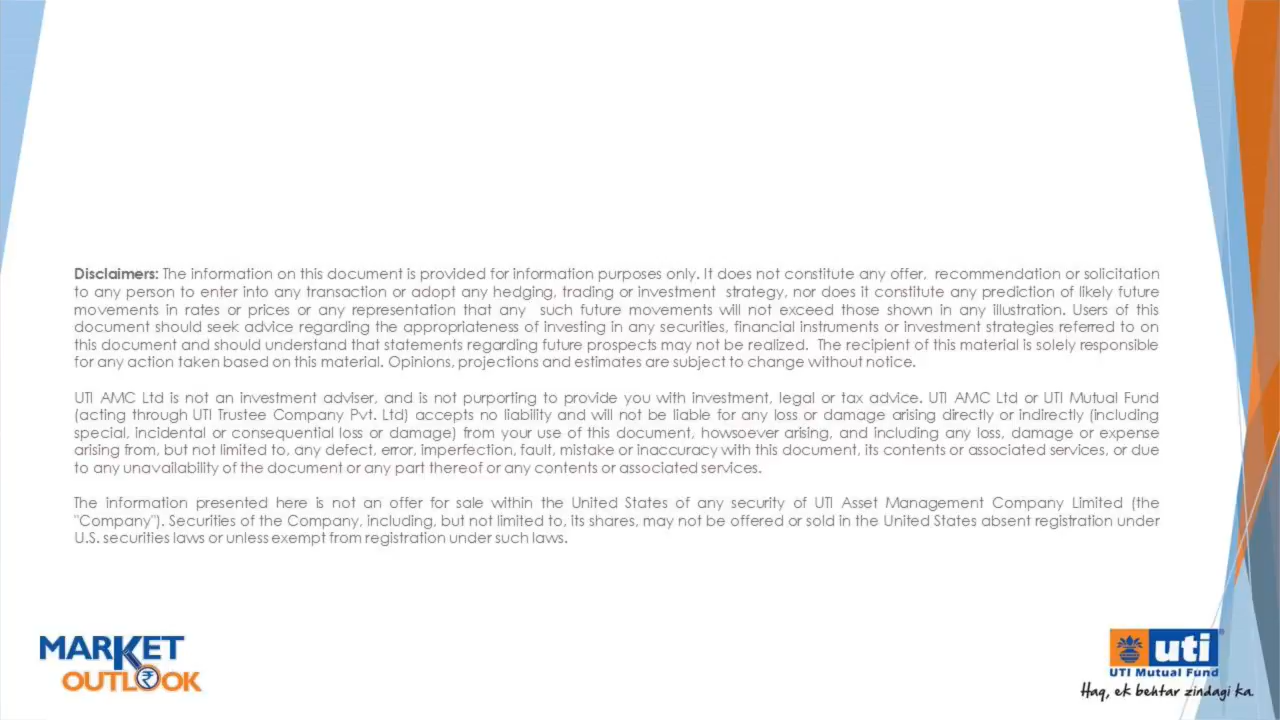 Disclaimers: The information on this document is provided for information purposes only. It does not constitute any offer, recommendation or solicitation
to any person to enter into any transaction or adopt any hedging, trading or investment strategy, nor does it constitute any prediction of likely future
movements in rates or prices or any representation that any such future movements will not exceed those shown in any illustration. Users of this
document should seek advice regarding the appropriateness of investing in any securities, financial instruments or investment strategies referred to on
this document and should understand that statements regarding future prospects may not be realized. The recipient of this material is solely responsible
for any action taken based on this material. Opinions, projections and estimates are subject to change without notice.
UTI AMC Ltd is not an investment adviser, and is not purporting to provide you with investment, legal or tax advice. UTI AMC Ltd or UTI Mutual Fund
(acting through UTI Trustee Company Pvt. Ltd) accepts no liability and will not be liable for any loss or damage arising directly or indirectly (including
special, incidental or consequential loss or damage) from your use of this document, howsoever arising, and including any loss, damage or expense
arising from, but not limited to, any defect, error, imperfection, fault, mistake or inaccuracy with this document, its contents or associated services, or due
to any unavailability of the document or any part thereof or any contents or associated services.
The information presented here is not an offer for sale within the United States of any security of UTI Asset Management Company Limited (the
"Company"). Securities of the Company, including, but not limited to, its shares, may not be offered or sold in the United States absent registration under
U.S. securities laws or unless exempt from registration under such laws.
MARKET
OUTLOOK
uti®
UTI Mutual Fund
Haq, ek behtar zindagi ka.